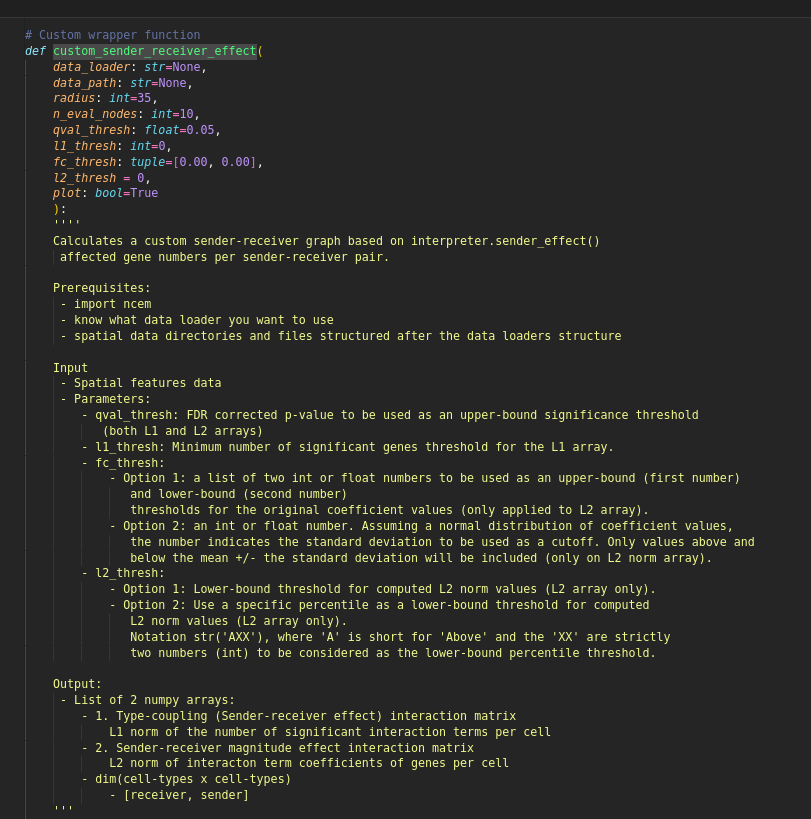 # Custom wrapper function
def custom_sender_receiver_effect(
data_loader: str=None,
data_path: str=None,
radius: int=35,
n_eval_nodes: int=10,
qval_thresh: float=0.05,
l1_thresh: int=0,
fc_thresh: tuple=[0.00, 0.00],
l2_thresh = 0,
plot: bool=True
):
''''
Calculates a custom sender-receiver graph based on interpreter.sender_effect()
affected gene numbers per sender-receiver pair.
Prerequisites:
- import ncem
- know what data loader you want to use
- spatial data directories and files structured after the data loaders structure
Input
- Spatial features data
- Parameters:
- qval_thresh: FDR corrected p-value to be used as an upper-bound significance threshold
(both L1 and L2 arrays)
- l1_thresh: Minimum number of significant genes threshold for the L1 array.
- fc_thresh:
- Option 1: a list of two int or float numbers to be used as an upper-bound (first number)
and lower-bound (second number)
thresholds for the original coefficient values (only applied to L2 array).
- Option 2: an int or float number. Assuming a normal distribution of coefficient values,
the number indicates the standard deviation to be used as a cutoff. Only values above and
below the mean +/- the standard deviation will be included (only on L2 norm array).
- l2_thresh:
- Option 1: Lower-bound threshold for computed L2 norm values (L2 array only).
- Option 2: Use a specific percentile as a lower-bound threshold for computed
L2 norm values (L2 array only).
Notation str('AXX'), where 'A' is short for 'Above' and the 'XX' are strictly
two numbers (int) to be considered as the lower-bound percentile threshold.
Output:
- List of 2 numpy arrays:
- 1. Type-coupling (Sender-receiver effect) interaction matrix
L1 norm of the number of significant interaction terms per cell
- 2. Sender-receiver magnitude effect interaction matrix
L2 norm of interacton term coefficients of genes per cell
- dim(cell-types x cell-types)
- [receiver, sender]
'''